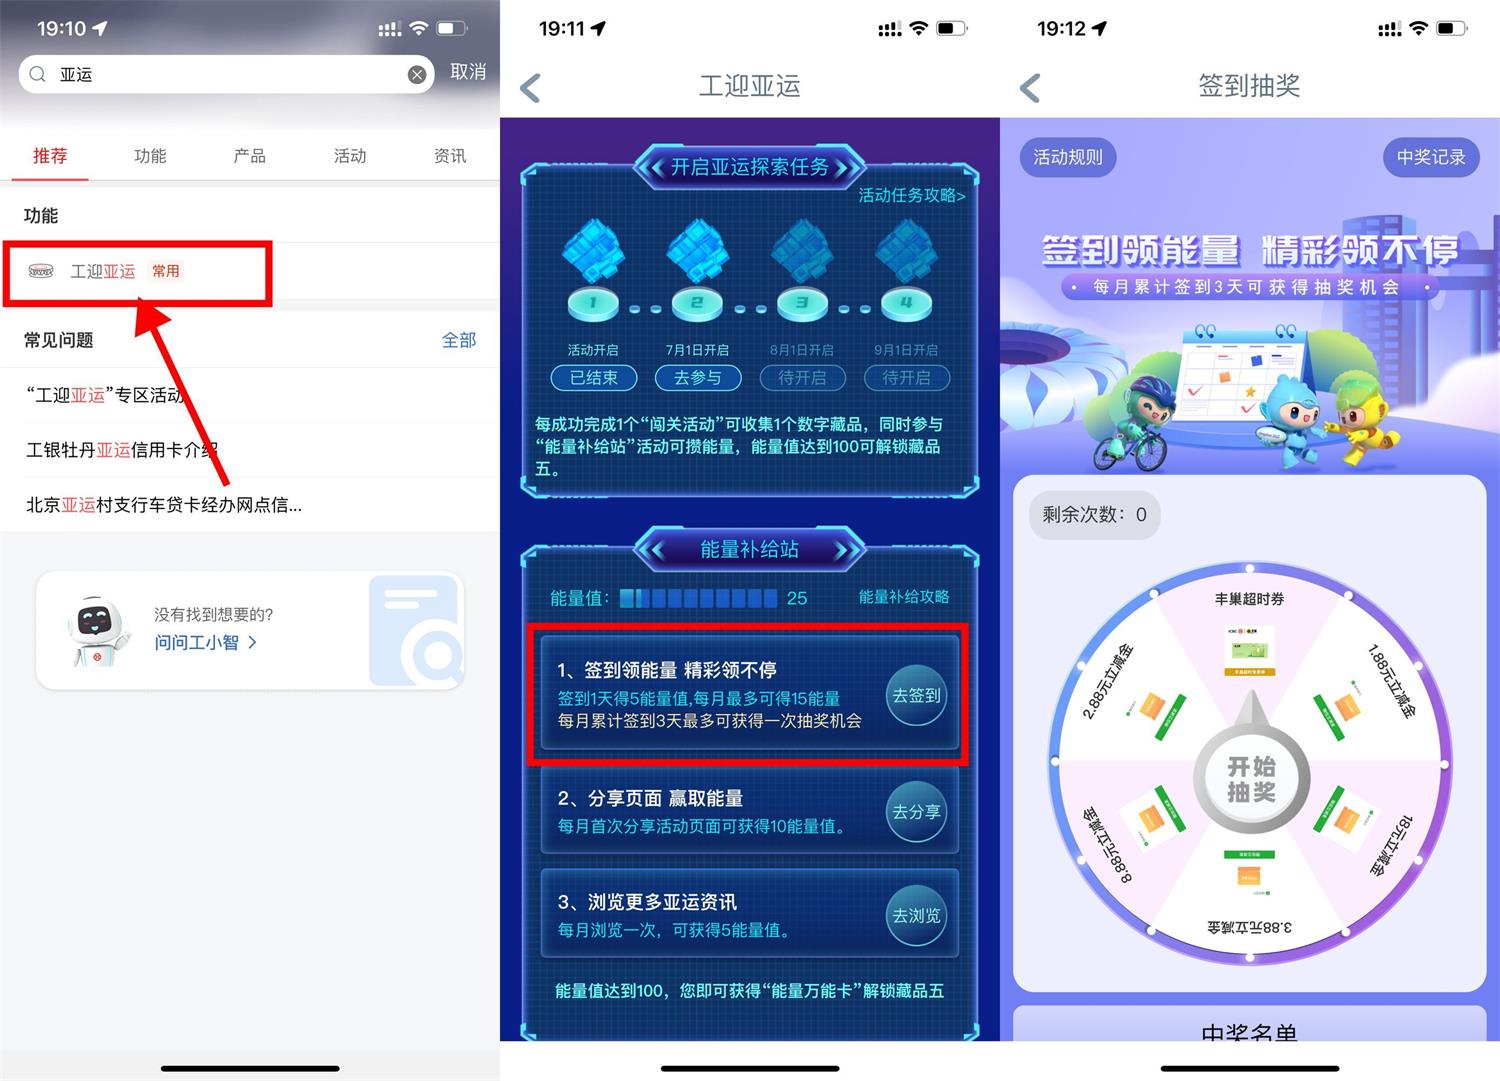 19:10
亚运
取消
推荐
功能
产品
活动
资讯
功能
工迎亚运 常用
常见问题
全部
“工迎亚运”专区活动
工银牡丹亚运信用卡介绍
北京亚运村支行车贷卡经办网点信...
没有找到想要的?
问问工小智 >
19:11
工迎亚运
开启亚运探索任务
活动任务攻略>
1
2
3
4
活动开启
7月1日开启
8月1日开启
9月1日开启
已结束
去参与
待开启
待开启
每成功完成1个“闯关活动”可收集1个数字藏品，同时参与
“能量补给站”活动可攒能量，能量值达到100可解锁藏品
五。
能量补给站
能量值：
25
能量补给攻略
1、签到领能量 精彩领不停
签到1天得5能量值,每月最多可得15能量
每月累计签到3天最多可获得一次抽奖机会
去签到
2、分享页面 赢取能量
每月首次分享活动页面可获得10能量值。
去分享
3、浏览更多亚运资讯
每月浏览一次，可获得5能量值。
去浏览
能量值达到100，您即可获得“能量万能卡”解锁藏品五
19:12
签到抽奖
活动规则
中奖记录
签到领能量 精彩领不停
· 每月累计签到3天可获得抽奖机会 ·
剩余次数：0
丰巢超时券
1.88元立减金
18元立减金
3.88元立减金
8.88元立减金
2.88元立减金
开始
抽奖
中奖名单